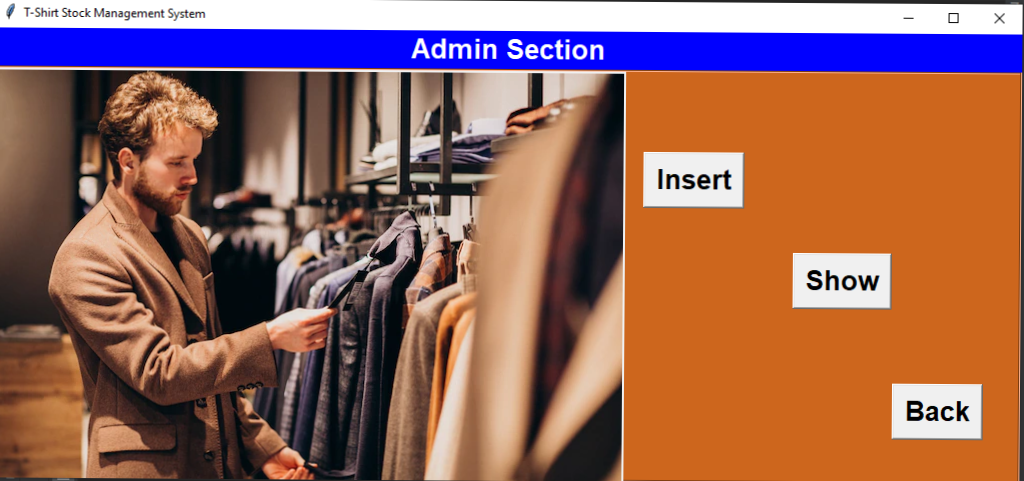 T-Shirt Stock Management System
Admin Section
Insert
Show
Back